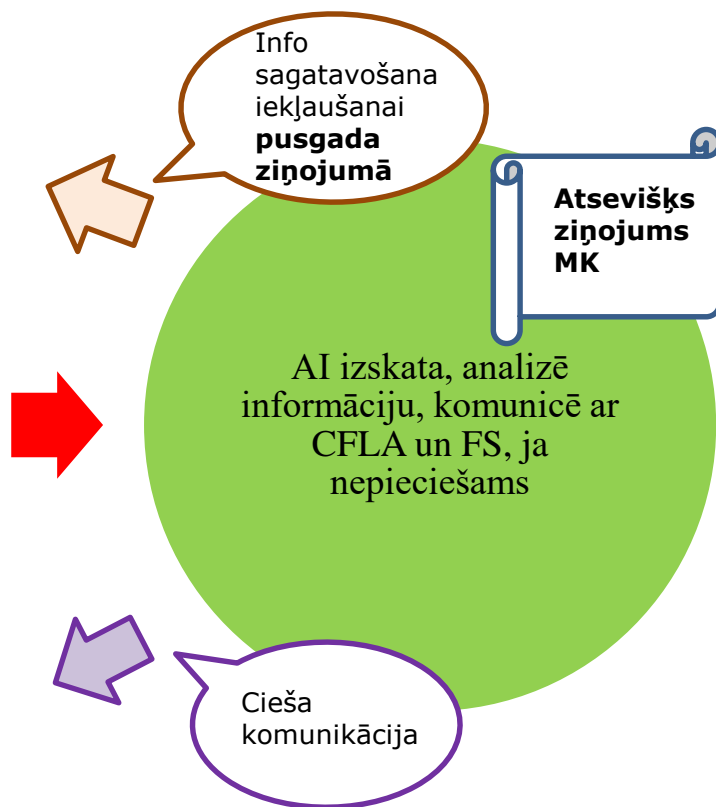 Info
sagatavošana
iekļaušanai
pusgada
ziņojumā
Atsevišķs
ziņojums
MK
AI izskata, analizē
informāciju, komunicē ar
CFLA un FS, ja
nepieciešams
Cieša
komunikācija